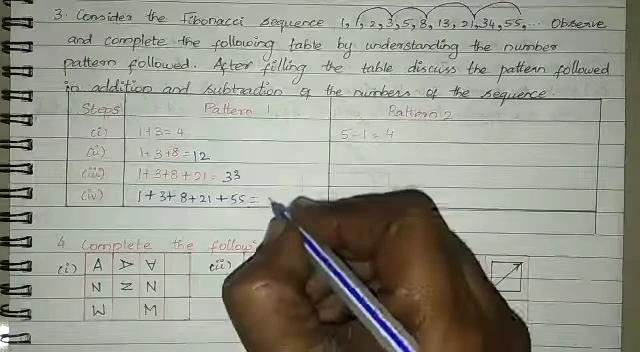 3. Consider the Fibonacci sequence 1, 1, 2, 3, 5, 8, 13, 21, 34, 55, ... Observe
and complete the following table by understanding the number
pattern followed. After filling the table discuss the pattern followed
in addition and subtraction of the numbers of the sequence.
Steps Pattern 1 Pattern 2
(i) 1+3=4 5-1=4
(ii) 1+3+8=12
(iii) 1+3+8+21=33
(iv) 1+3+8+21+55=
4 Complete the
(i) A A A (ii)
N Z N
W M